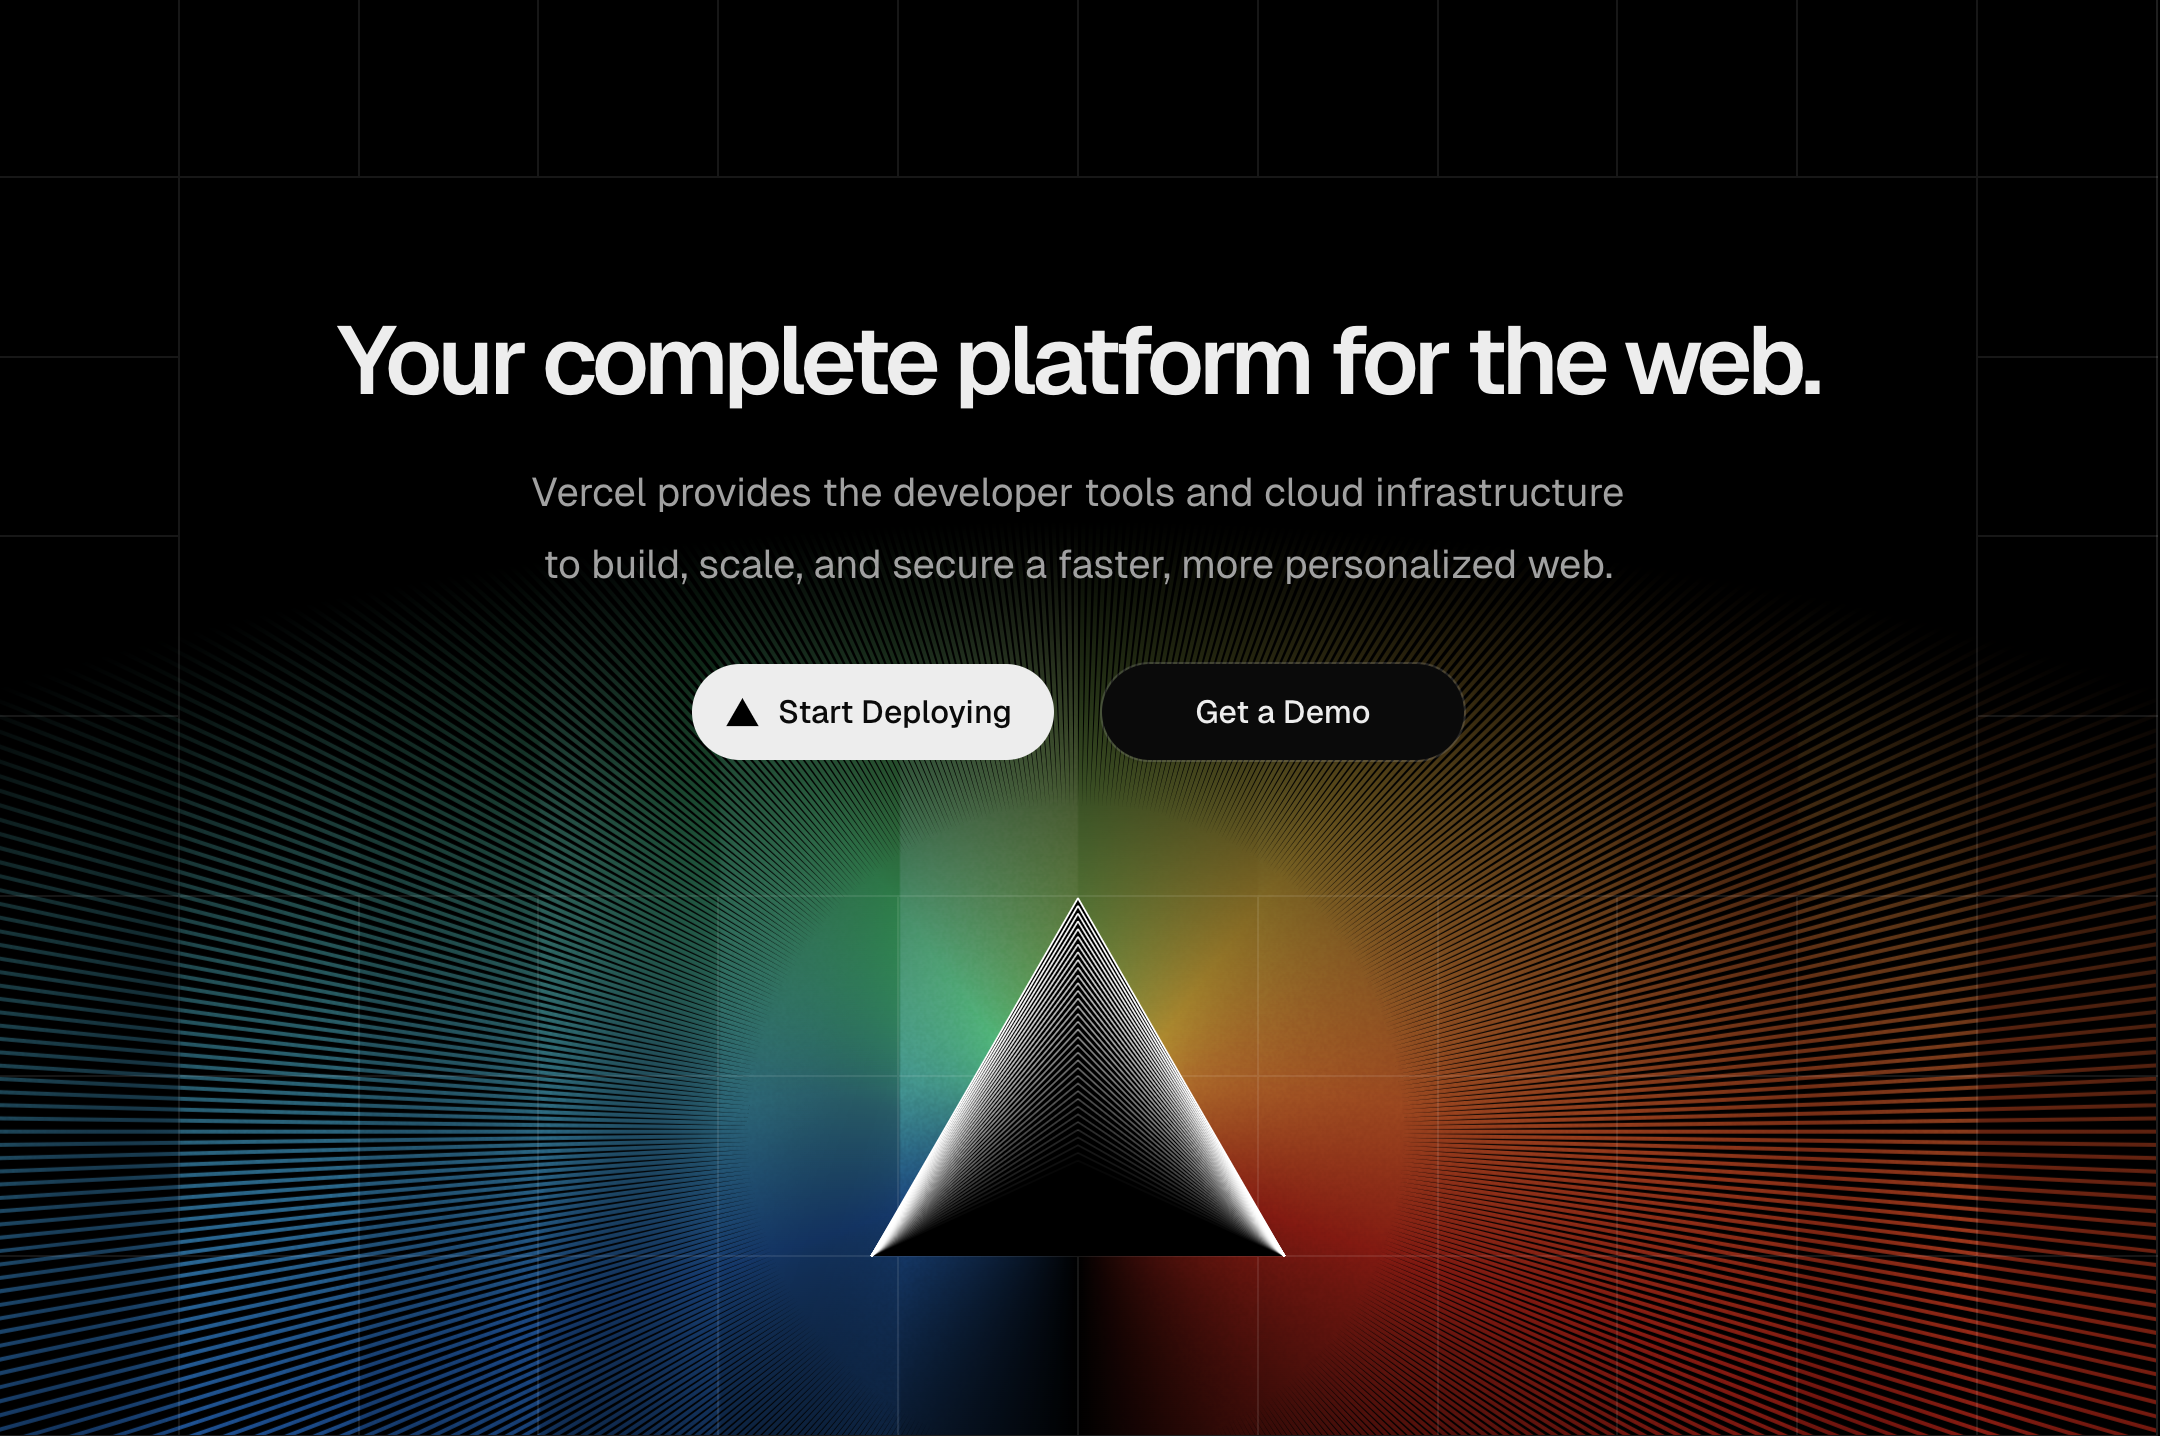 Your complete platform for the web.
Vercel provides the developer tools and cloud infrastructure
to build, scale, and secure a faster, more personalized web.
Start Deploying
Get a Demo